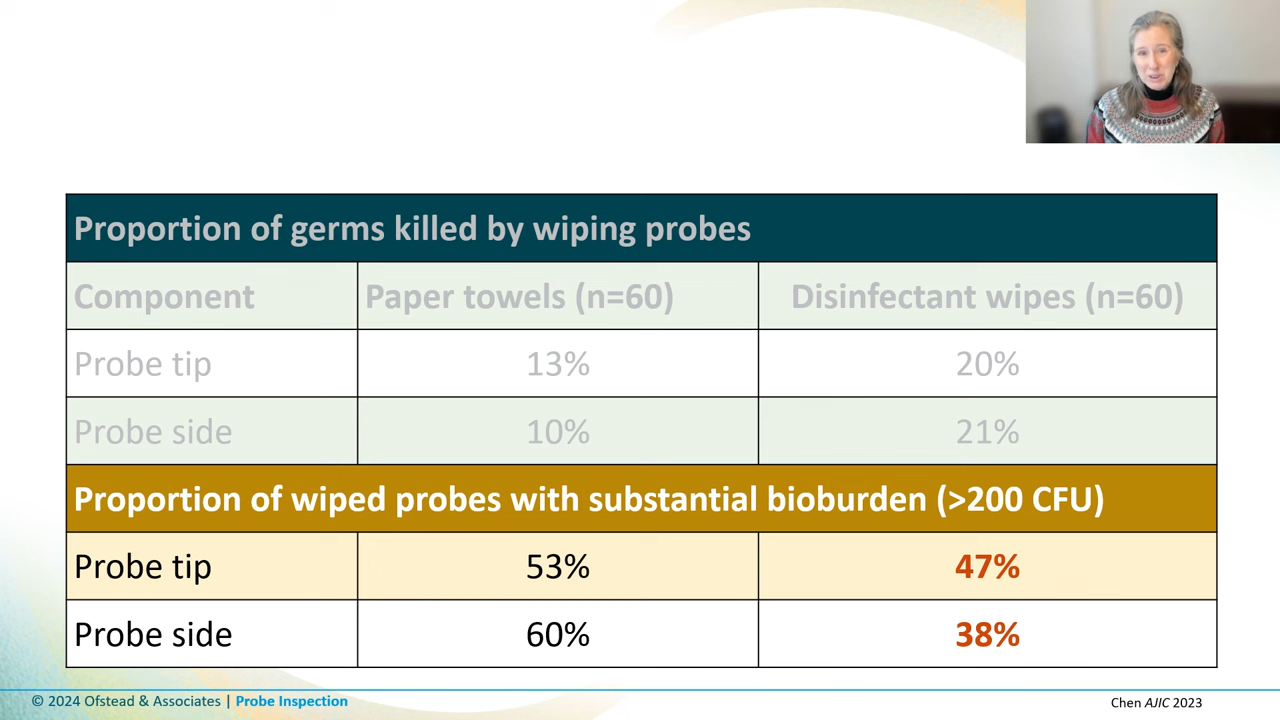 Proportion of germs killed by wiping probes
Component Paper towels (n=60) Disinfectant wipes (n=60)
Probe tip 13% 20%
Probe side 10% 21%
Proportion of wiped probes with substantial bioburden (>200 CFU)
Probe tip 53% 47%
Probe side 60% 38%
© 2024 Ofstead & Associates | Probe Inspection
Chen AJIC 2023